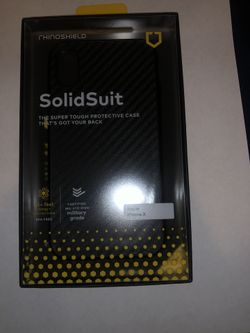 RHINOSHIELD
SolidSuit
THE SUPER TOUGH PROTECTIVE CASE
THAT'S GOT YOUR BACK
military
grade
iPhone X